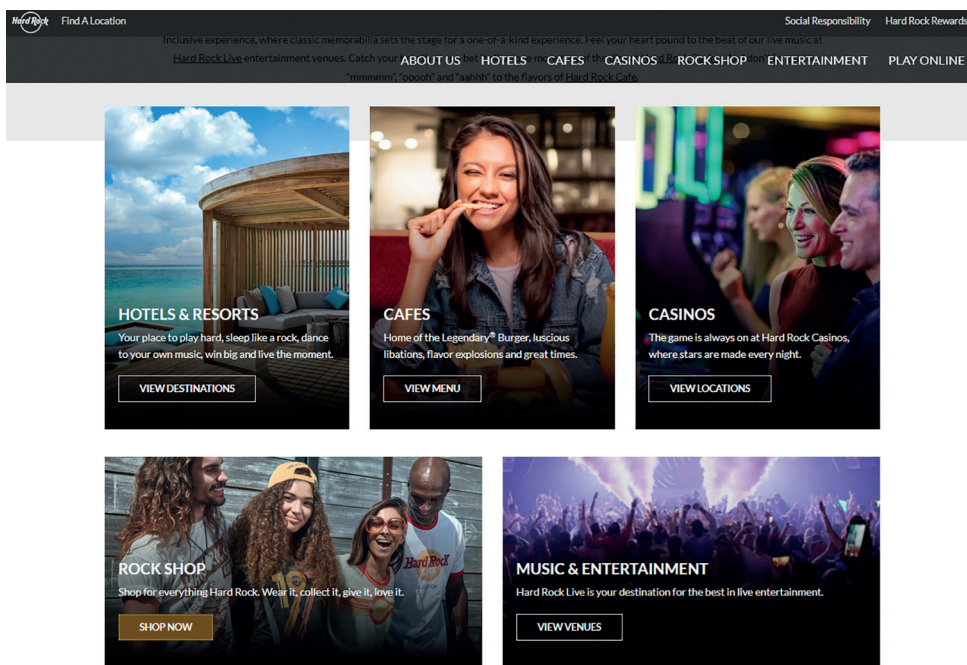 Hard Rock
Find A Location
Social Responsibility
Hard Rock Rewards
Inclusive experience, where classic memorabilia sets the stage for a one-of-a-kind experience. Feel your heart pound to the beat of our live music at
Hard Rock Live entertainment venues. Catch your
ABOUT US HOTELS CAFES CASINOS ROCK SHOP ENTERTAINMENT PLAY ONLINE
"mmmmm", "ooooh" and "aahhh" to the flavors of Hard Rock Cafe.
HOTELS & RESORTS
Your place to play hard, sleep like a rock, dance
to your own music, win big and live the moment.
VIEW DESTINATIONS
CAFES
Home of the Legendary® Burger, luscious
libations, flavor explosions and great times.
VIEW MENU
CASINOS
The game is always on at Hard Rock Casinos,
where stars are made every night.
VIEW LOCATIONS
Hard Rock
ROCK SHOP
Shop for everything Hard Rock. Wear it, collect it, give it, love it.
SHOP NOW
MUSIC & ENTERTAINMENT
Hard Rock Live is your destination for the best in live entertainment.
VIEW VENUES